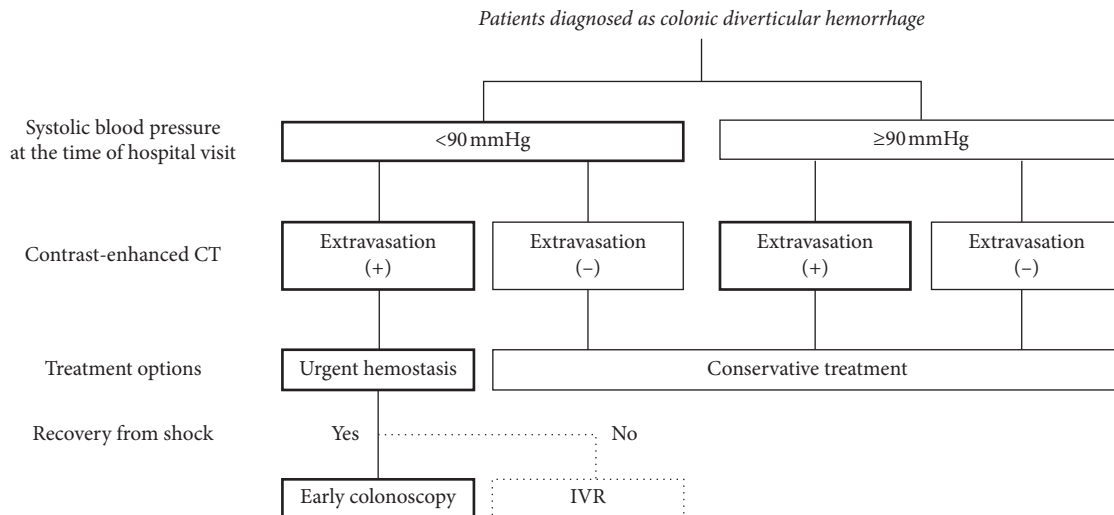 Patients diagnosed as colonic diverticular hemorrhage
Systolic blood pressure
at the time of hospital visit
<90 mmHg
≥90 mmHg
Contrast-enhanced CT
Extravasation
(+)
Extravasation
(–)
Extravasation
(+)
Extravasation
(–)
Treatment options
Urgent hemostasis
Conservative treatment
Recovery from shock
Yes
No
Early colonoscopy
IVR